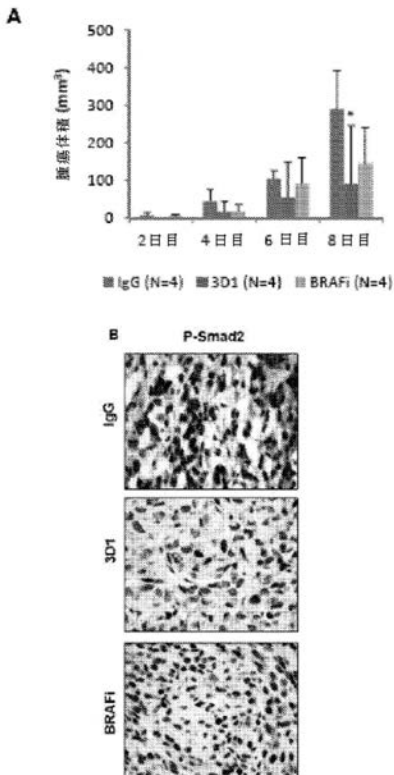 A
腫瘍体積 (mm³)
500
400
300
200
100
0
*
2日目 4日目 6日目 8日目
IgG (N=4) 3D1 (N=4) BRAFi (N=4)
B P-Smad2
IgG
3D1
BRAFi